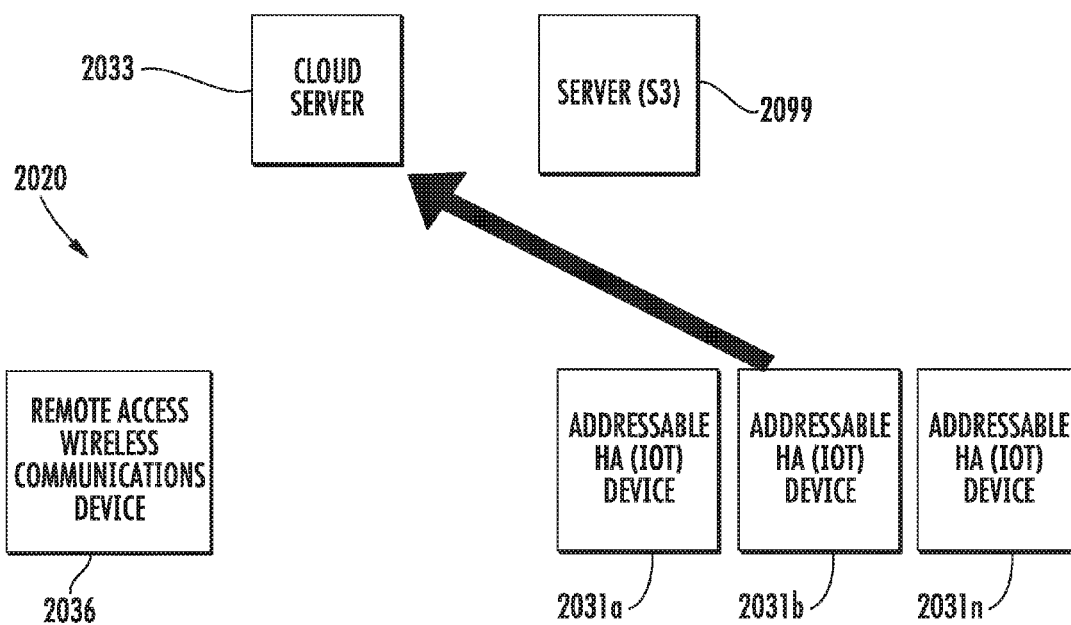 2033
CLOUD
SERVER
SERVER (S3)
2099
2020
REMOTE ACCESS
WIRELESS
COMMUNICATIONS
DEVICE
2036
ADDRESSABLE
HA (IOT)
DEVICE
2031a
ADDRESSABLE
HA (IOT)
DEVICE
2031b
ADDRESSABLE
HA (IOT)
DEVICE
2031n